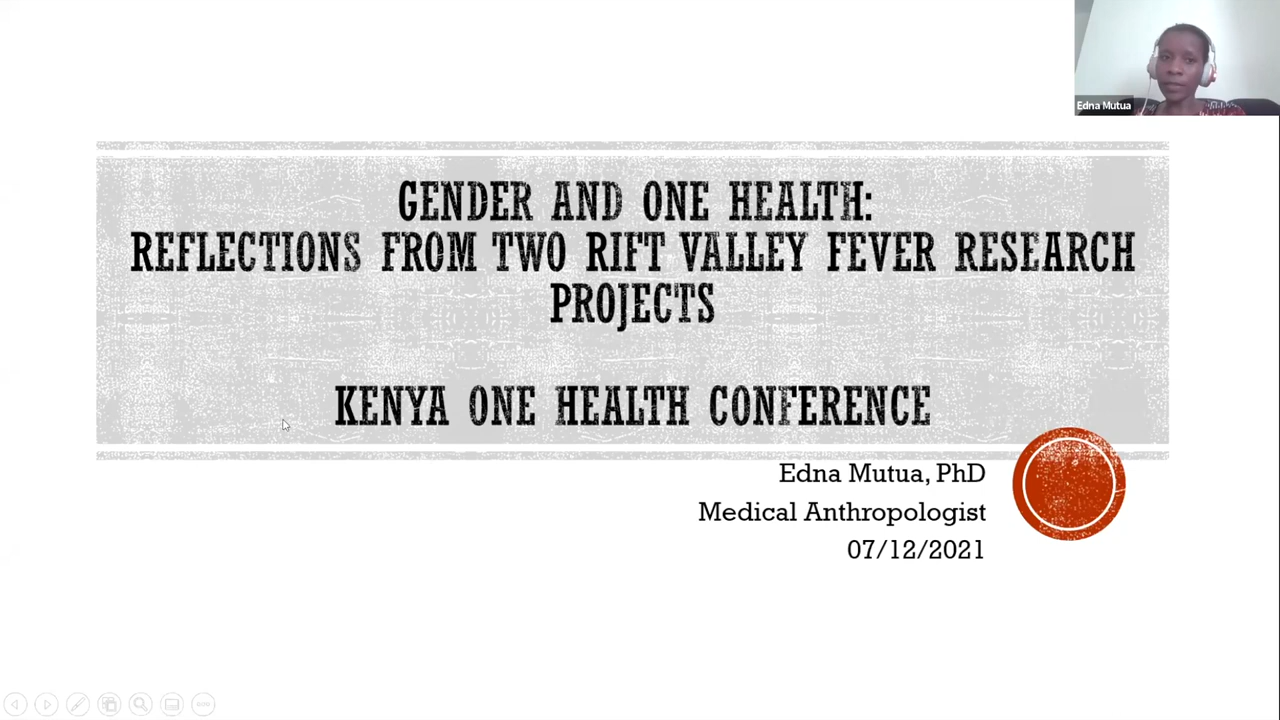 Edna Mutua
GENDER AND ONE HEALTH:
REFLECTIONS FROM TWO RIFT VALLEY FEVER RESEARCH
PROJECTS
KENYA ONE HEALTH CONFERENCE
Edna Mutua, PhD
Medical Anthropologist
07/12/2021